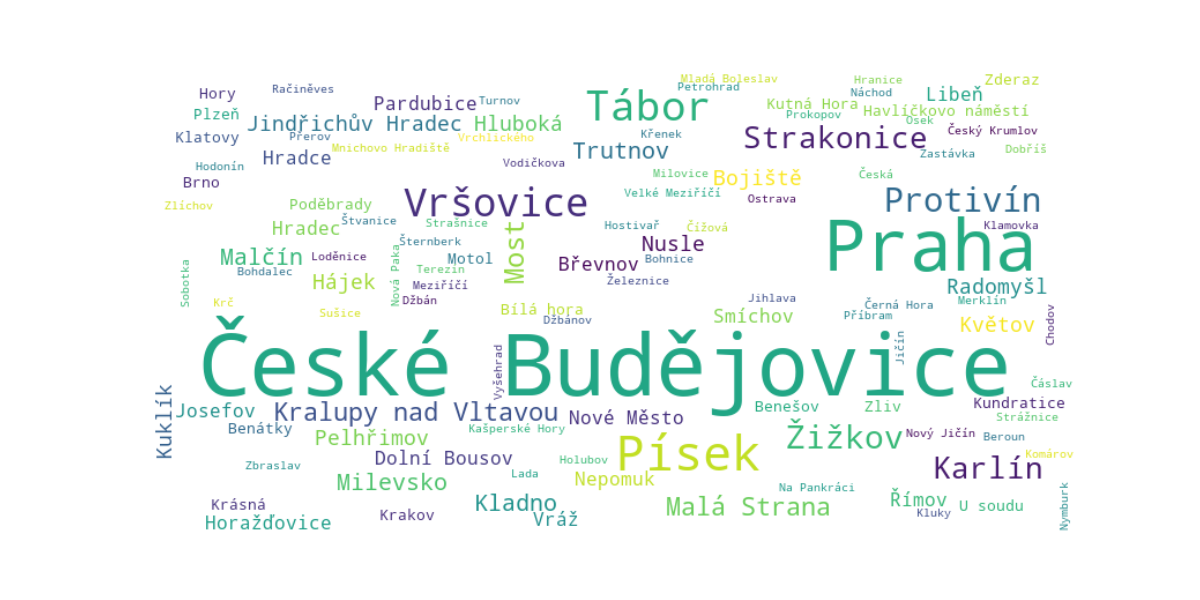 Mladá Boleslav
Hranice
Zderaz
Petrohrad
Račiněves
Hory
Náchod
Libeň
Pardubice
Turnov
Tábor
Kutná Hora
Havlíčkovo náměstí
Plzeň
Prokopov
Osek
Jindřichův Hradec
Hluboká
Křenek
Strakonice
Český Krumlov
Klatovy
Přerov
Vrchlického
Mnichovo Hradiště
Trutnov
Zastávka
Dobříš
Hradce
Vodičkova
Hodonín
Milovice
Bojiště
Česká
Brno
Velké Meziříčí
Ostrava
Protivín
Zlíchov
Poděbrady
Vršovice
Štvanice
Strašnice
Hostivař
Čížová
Klamovka
Hradec
Praha
Šternberk
Most
Nusle
Malčín
Loděnice
Motol
Břevnov
Bohnice
Bohdalec
Terezín
Nová Paka
Sobotka
Hájek
Meziříčí
Železnice
Radomyšl
Krč
Džbán
Jihlava
Merklín
Sušice
Bílá hora
Džbánov
Smíchov
Černá Hora
Příbram
Květov
Chodov
České Budějovice
Jičín
Vyšehrad
Čáslav
Kuklík
Josefov
Kralupy nad Vltavou
Nové Město
Benešov
Zliv
Kundratice
Strážnice
Benátky
Kašperské Hory
Pelhřimov
Žižkov
Nový Jičín
Beroun
Písek
Dolní Bousov
Holubov
Komárov
Zbraslav
Lada
Karlín
Milevsko
Nepomuk
Na Pankráci
Nymburk
Krásná
Kladno
Malá Strana
Římov
U soudu
Horažďovice
Krakov
Vráž
Kluky